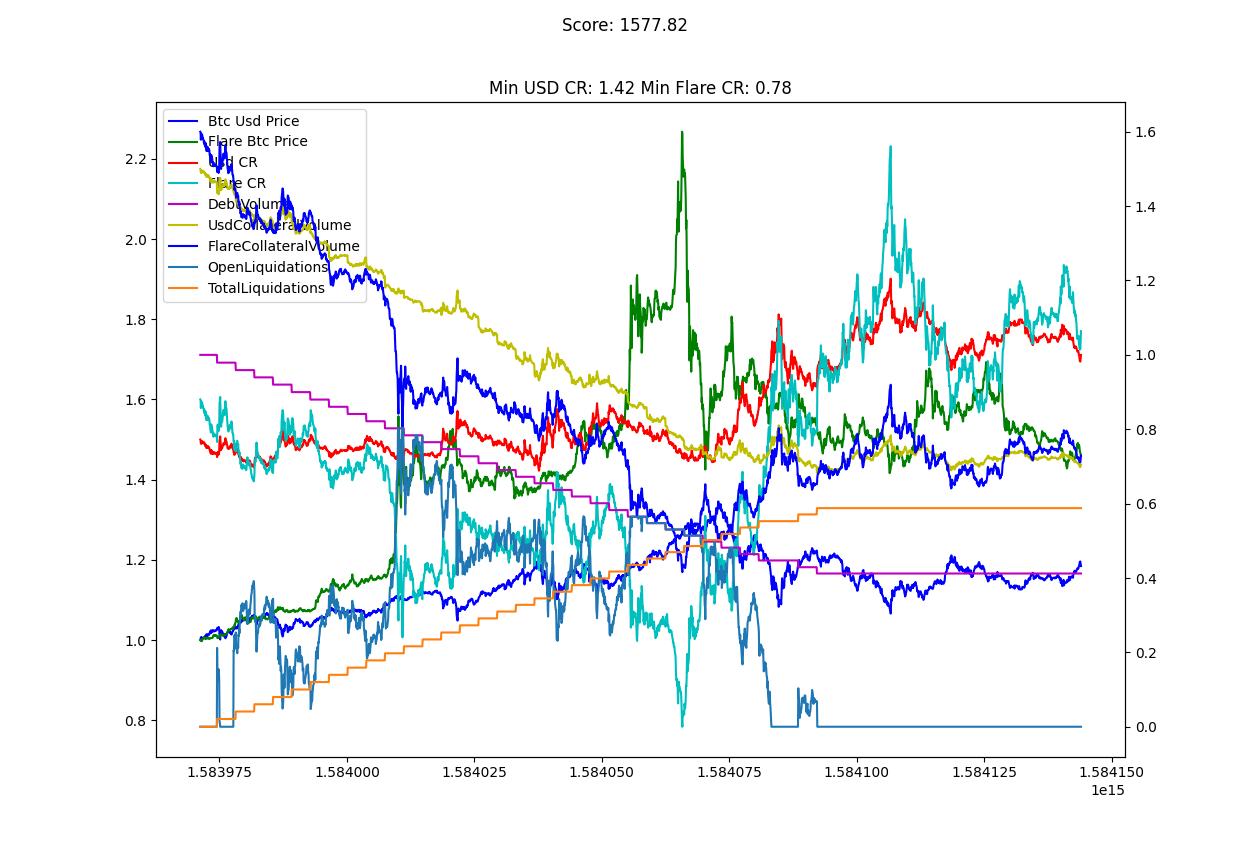 Score: 1577.82
Min USD CR: 1.42 Min Flare CR: 0.78
Btc Usd Price
Flare Btc Price
Usd CR
Flare CR
DebtVolume
UsdCollateralVolume
FlareCollateralVolume
OpenLiquidations
TotalLiquidations
2.2
2.0
1.8
1.6
1.4
1.2
1.0
0.8
1.6
1.4
1.2
1.0
0.8
0.6
0.4
0.2
0.0
1.583975 1.584000 1.584025 1.584050 1.584075 1.584100 1.584125 1.584150
1e15